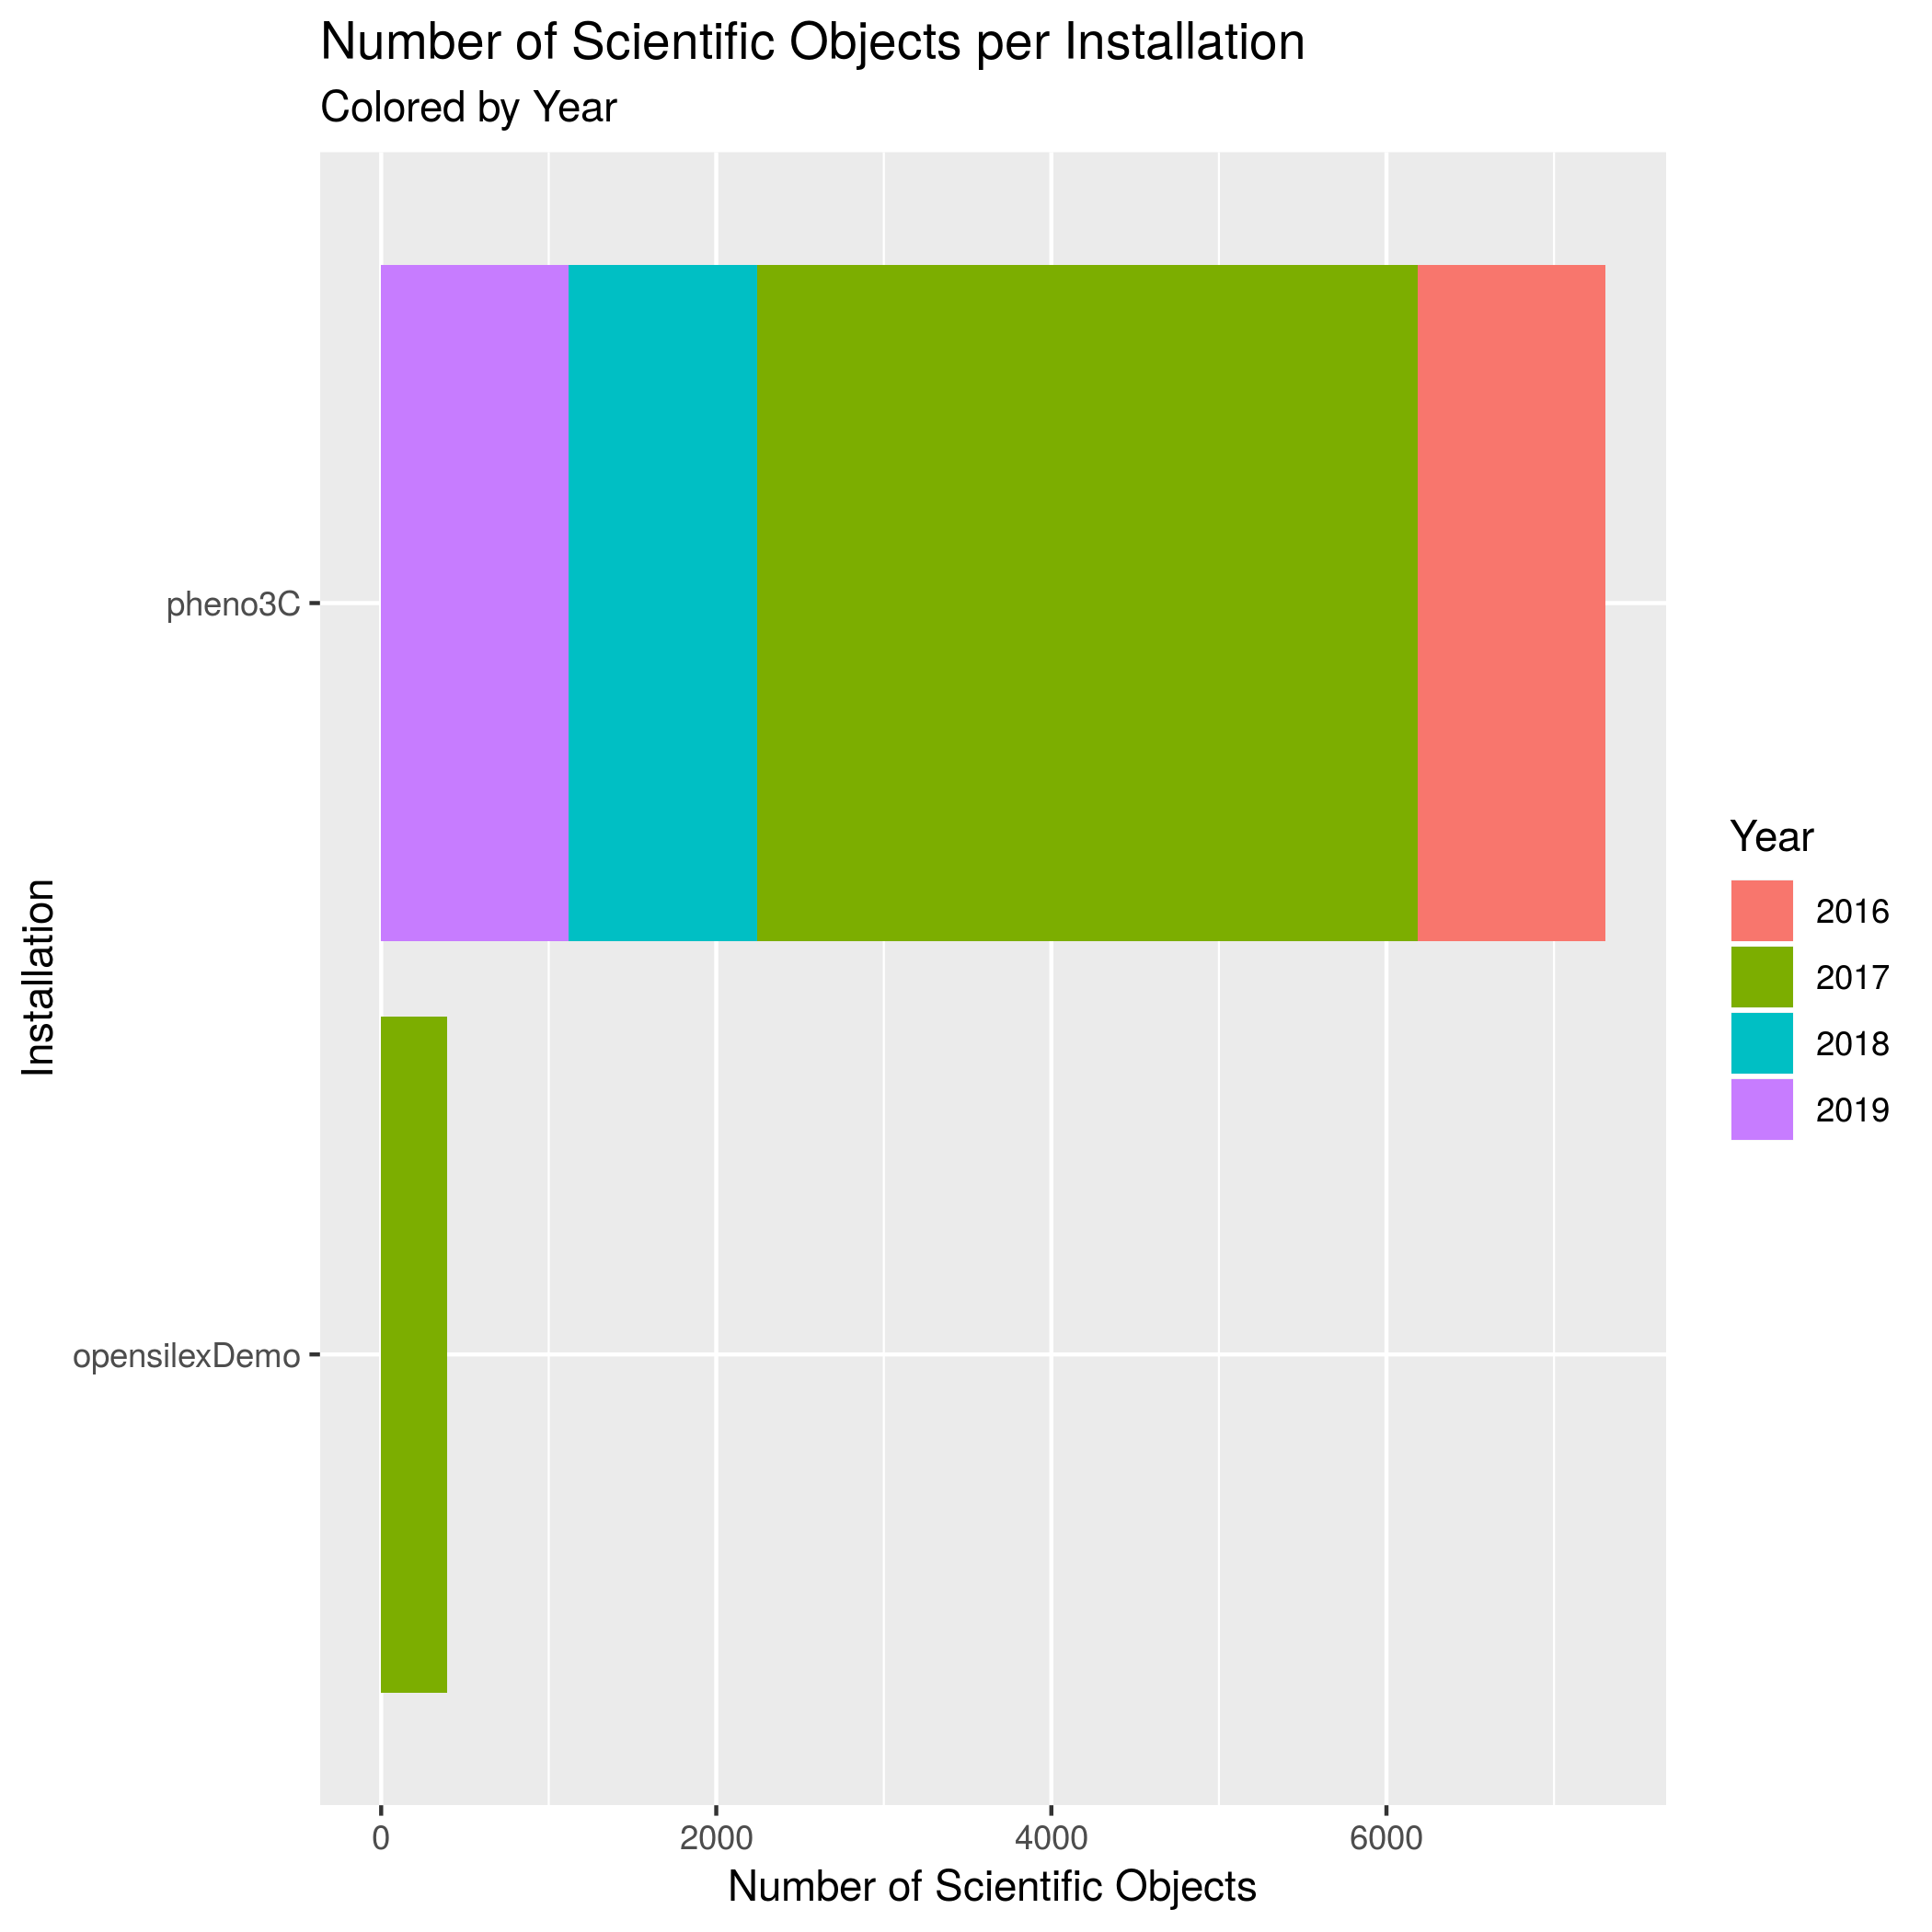 Number of Scientific Objects per Installation
Colored by Year
Installation
pheno3C
opensilexDemo
0
2000
4000
6000
Number of Scientific Objects
Year
2016
2017
2018
2019